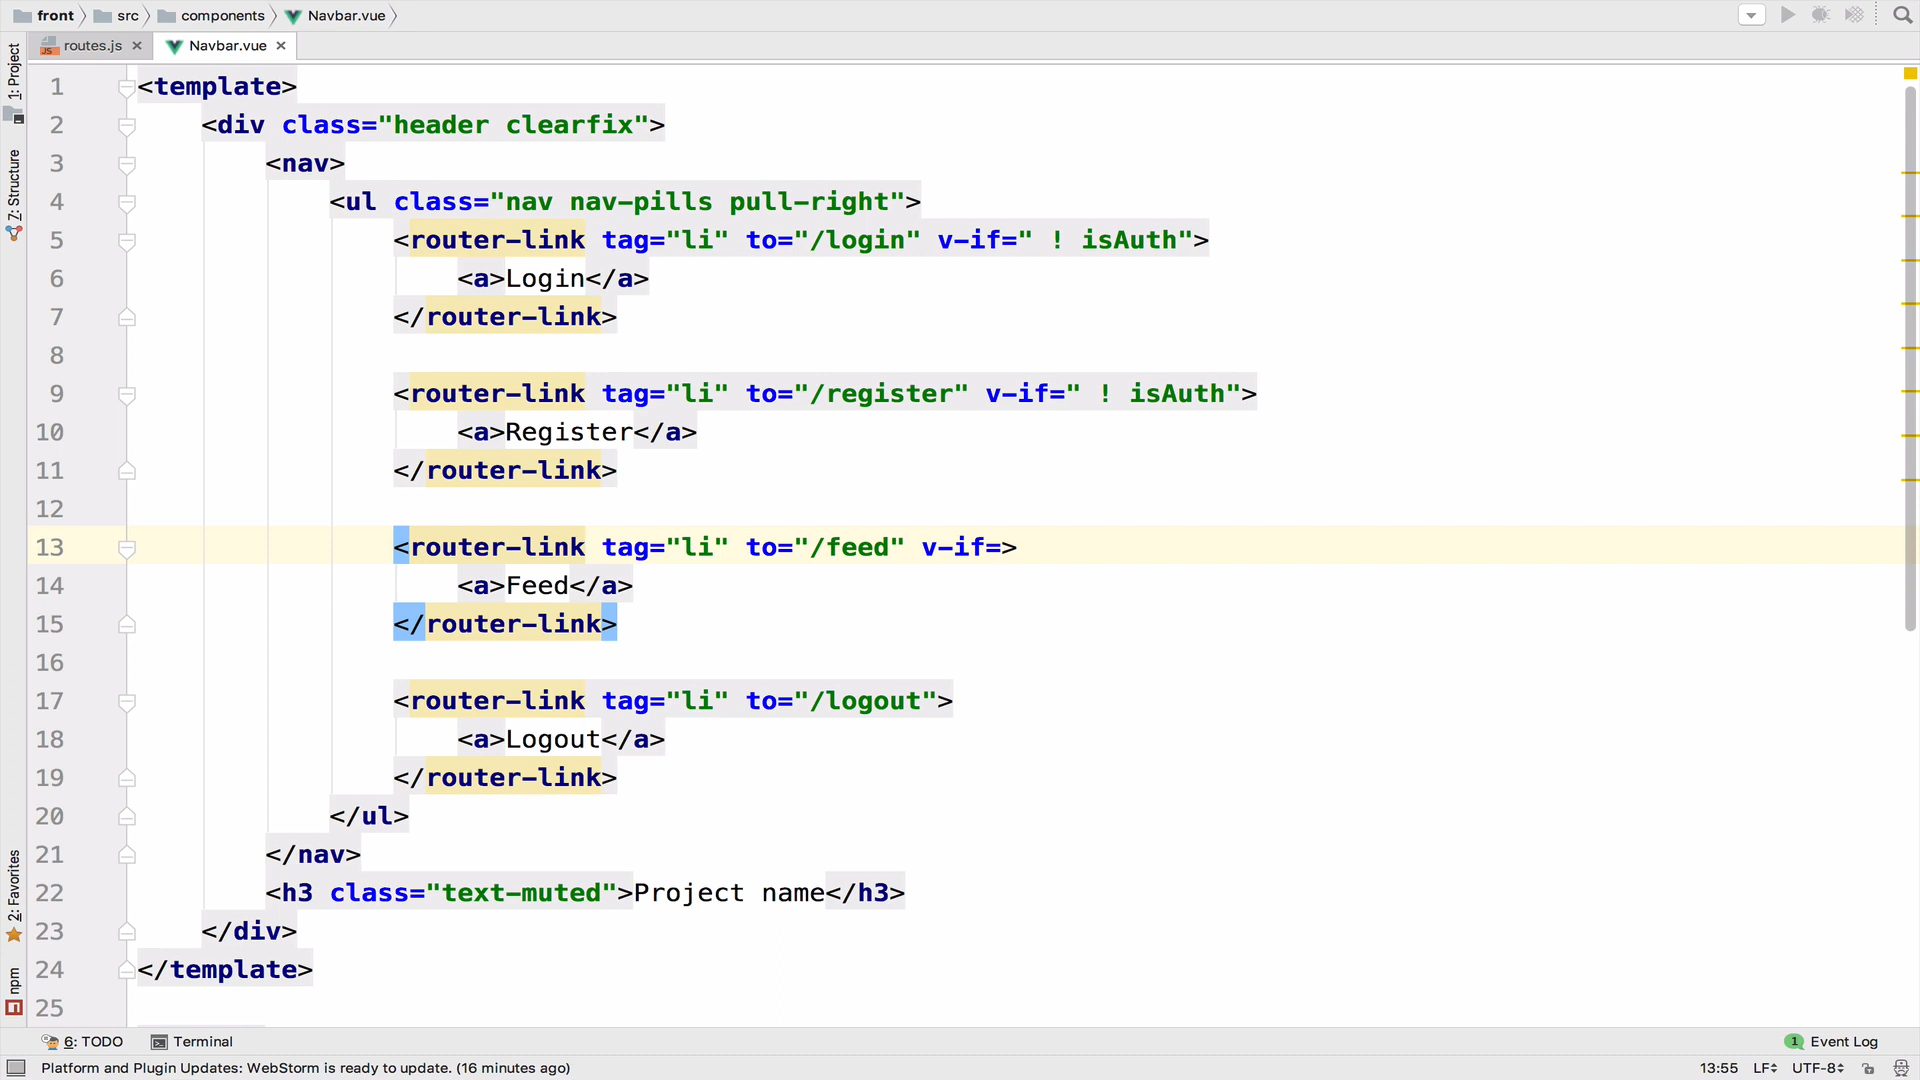 front src components Navbar.vue
routes.js Navbar.vue
1: Project
7: Structure
2: Favorites
npm
1 <template>
2 <div class="header clearfix">
3 <nav>
4 <ul class="nav nav-pills pull-right">
5 <router-link tag="li" to="/login" v-if=" ! isAuth">
6 <a>Login</a>
7 </router-link>
8
9 <router-link tag="li" to="/register" v-if=" ! isAuth">
10 <a>Register</a>
11 </router-link>
12
13 <router-link tag="li" to="/feed" v-if=>
14 <a>Feed</a>
15 </router-link>
16
17 <router-link tag="li" to="/logout">
18 <a>Logout</a>
19 </router-link>
20 </ul>
21 </nav>
22 <h3 class="text-muted">Project name</h3>
23 </div>
24 </template>
25
6: TODO Terminal 1 Event Log
Platform and Plugin Updates: WebStorm is ready to update. (16 minutes ago) 13:55 LF UTF-8